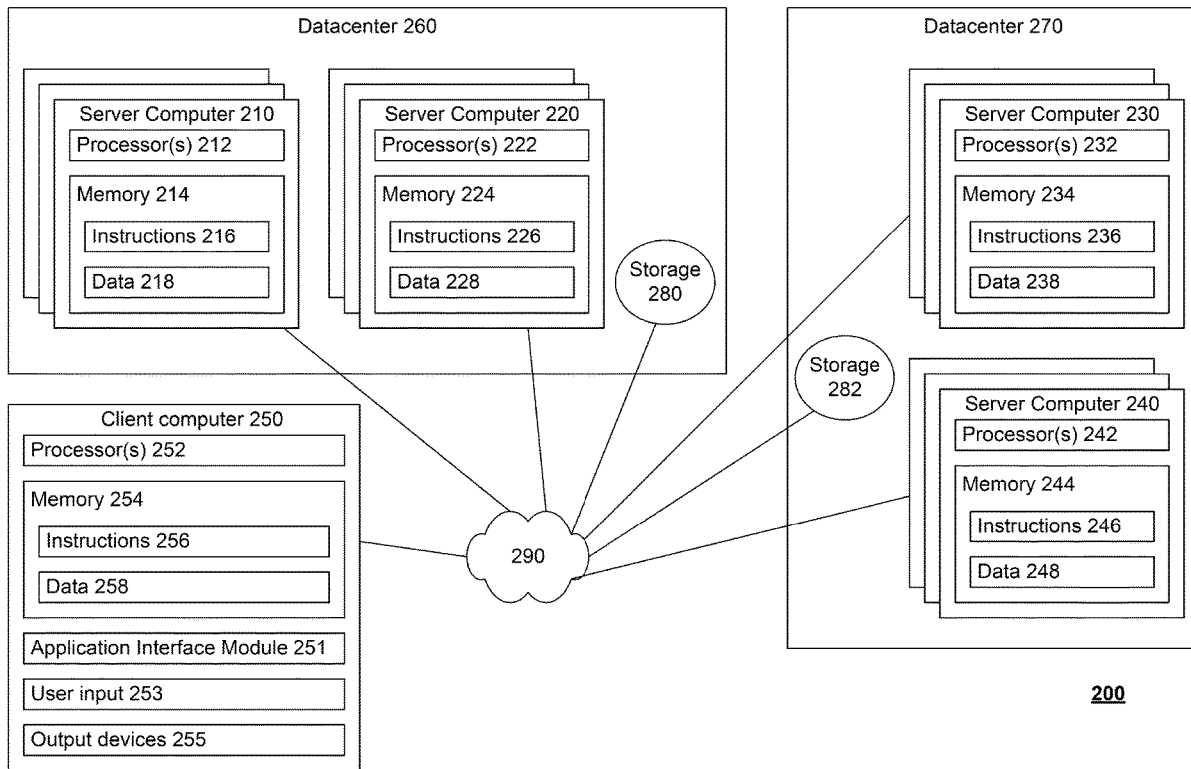 Datacenter 260
Server Computer 210
Processor(s) 212
Memory 214
Instructions 216
Data 218
Server Computer 220
Processor(s) 222
Memory 224
Instructions 226
Data 228
Storage
280
Datacenter 270
Server Computer 230
Processor(s) 232
Memory 234
Instructions 236
Data 238
Storage
282
Server Computer 240
Processor(s) 242
Memory 244
Instructions 246
Data 248
Client computer 250
Processor(s) 252
Memory 254
Instructions 256
Data 258
Application Interface Module 251
User input 253
Output devices 255
290
200